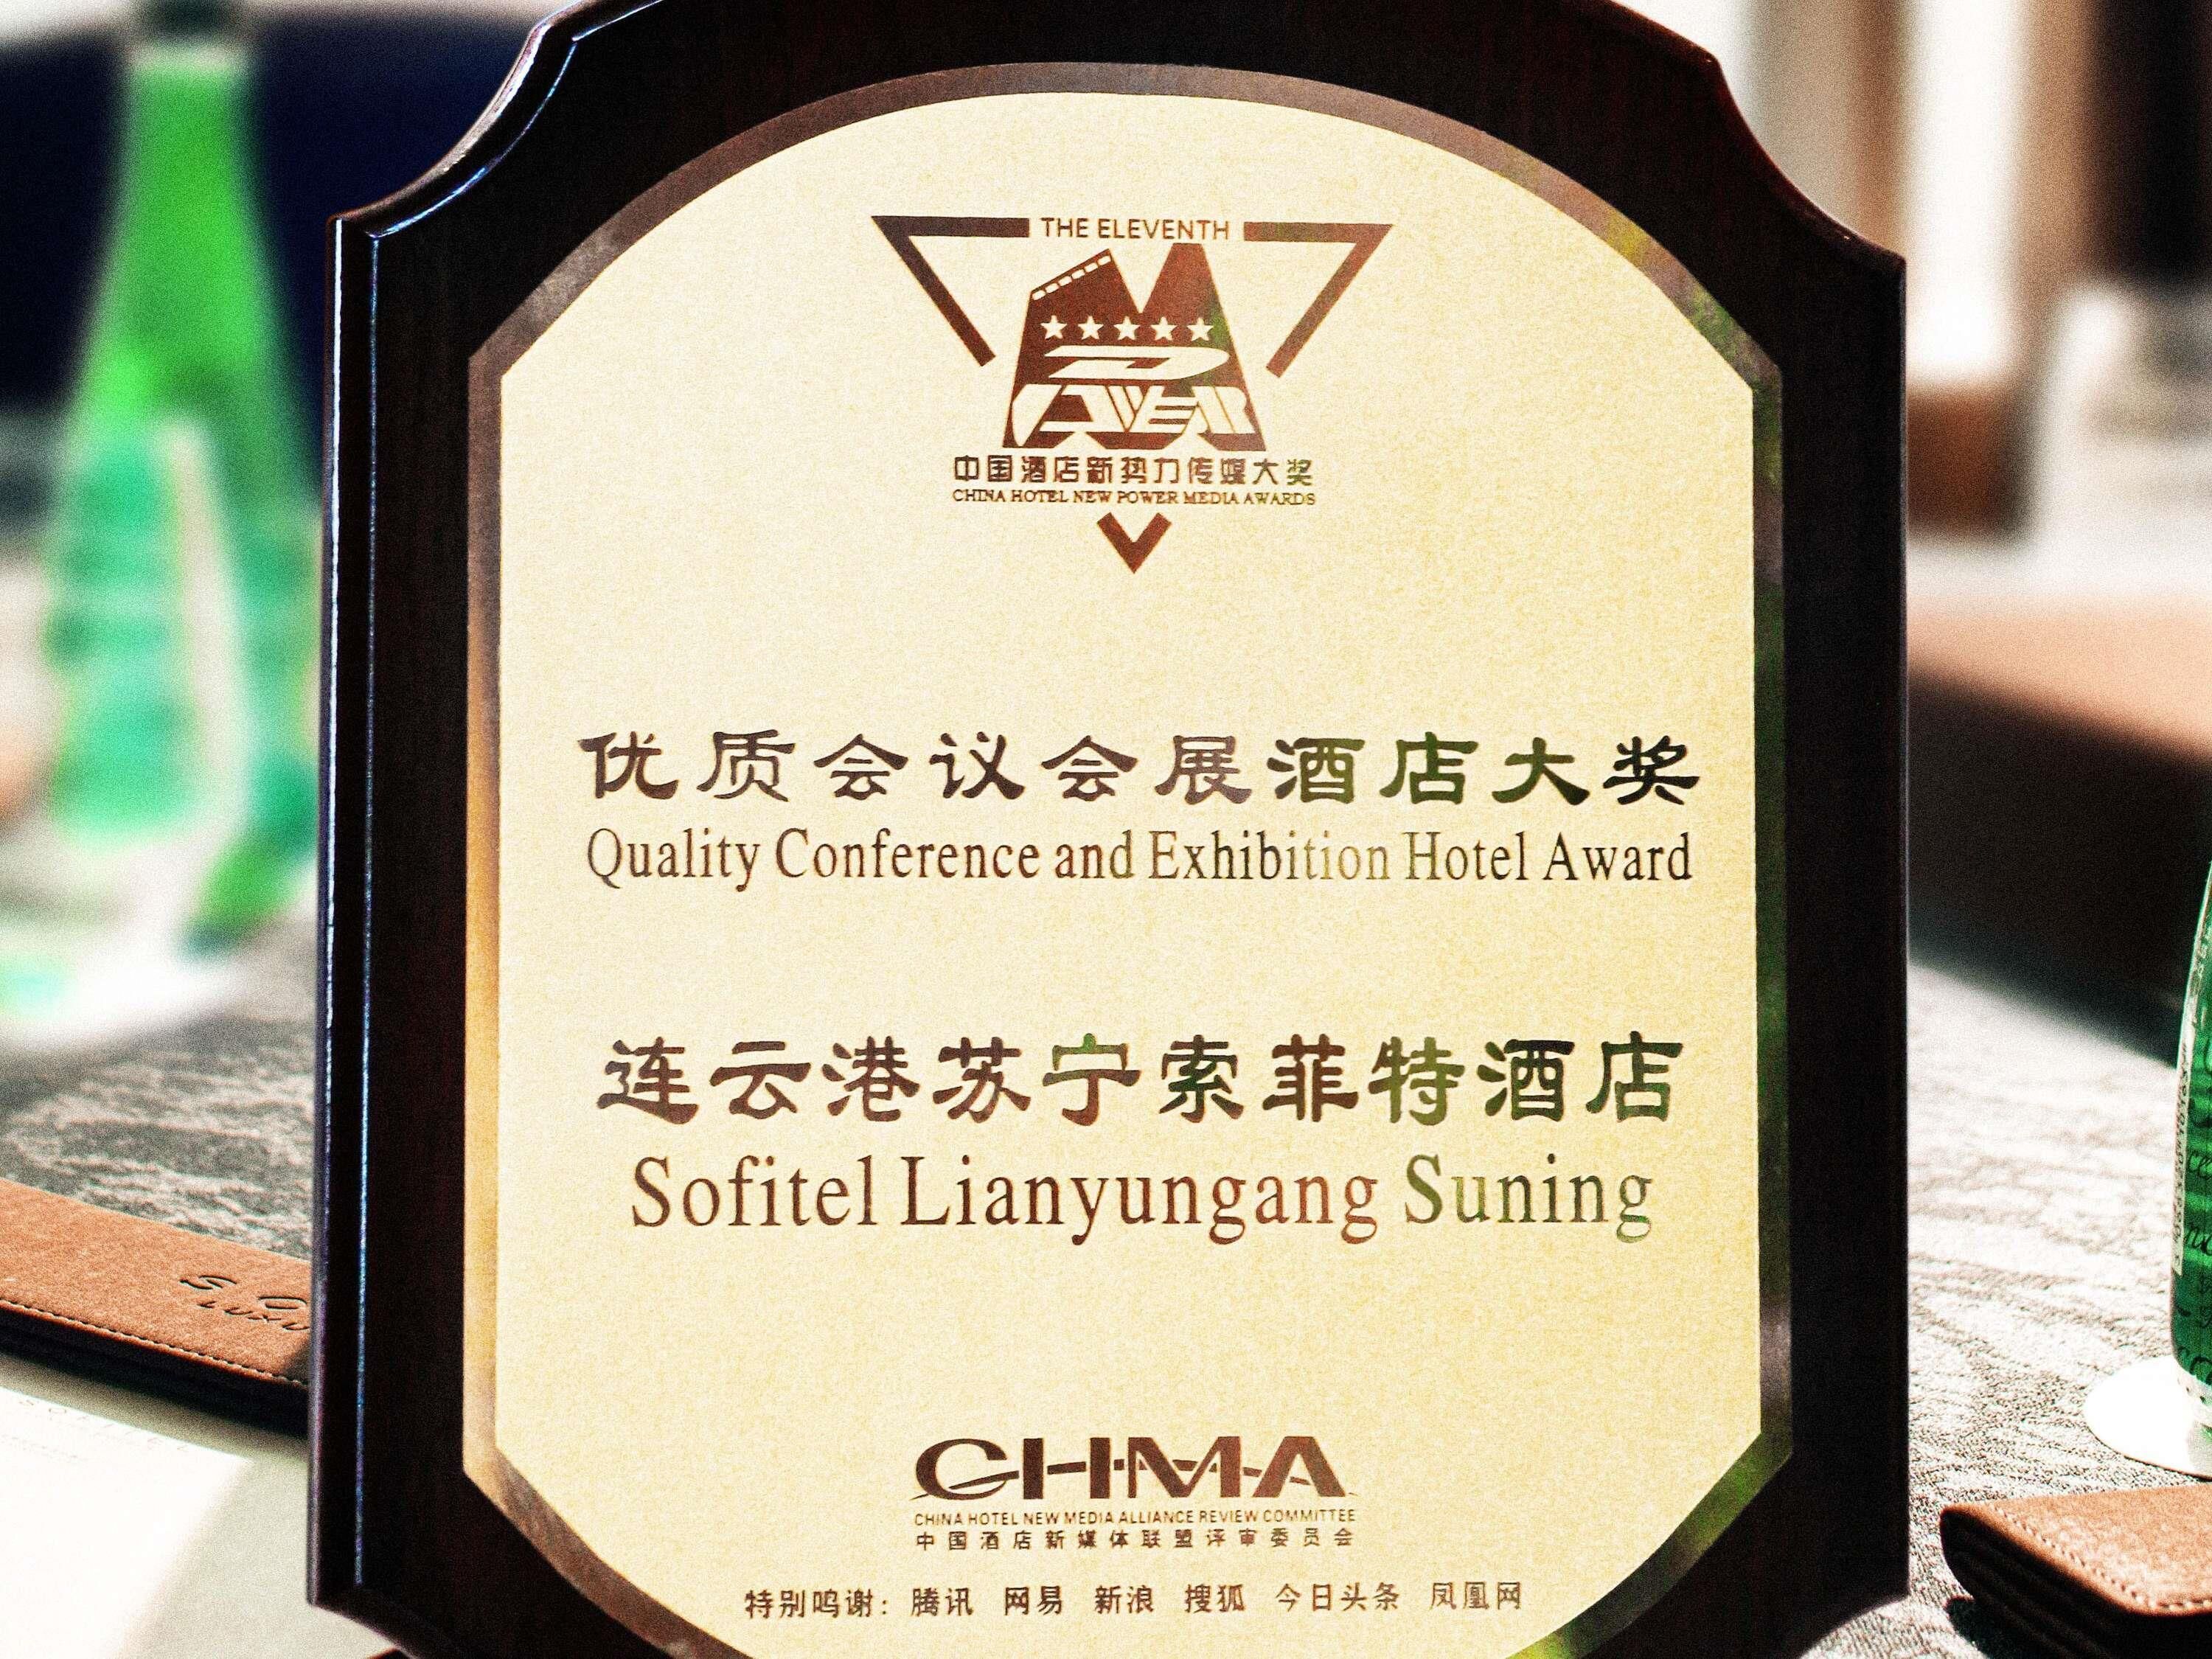 THE ELEVENTH
POWER
中国酒店新势力传媒大奖
CHINA HOTEL NEW POWER MEDIA AWARDS
优质会议会展酒店大奖
Quality Conference and Exhibition Hotel Award
连云港苏宁索菲特酒店
Sofitel Lianyungang Suning
CHMA
CHINA HOTEL NEW MEDIA ALLIANCE REVIEW COMMITTEE
中国酒店新媒体联盟评审委员会
特别鸣谢：腾讯 网易 新浪 搜狐 今日头条 凤凰网